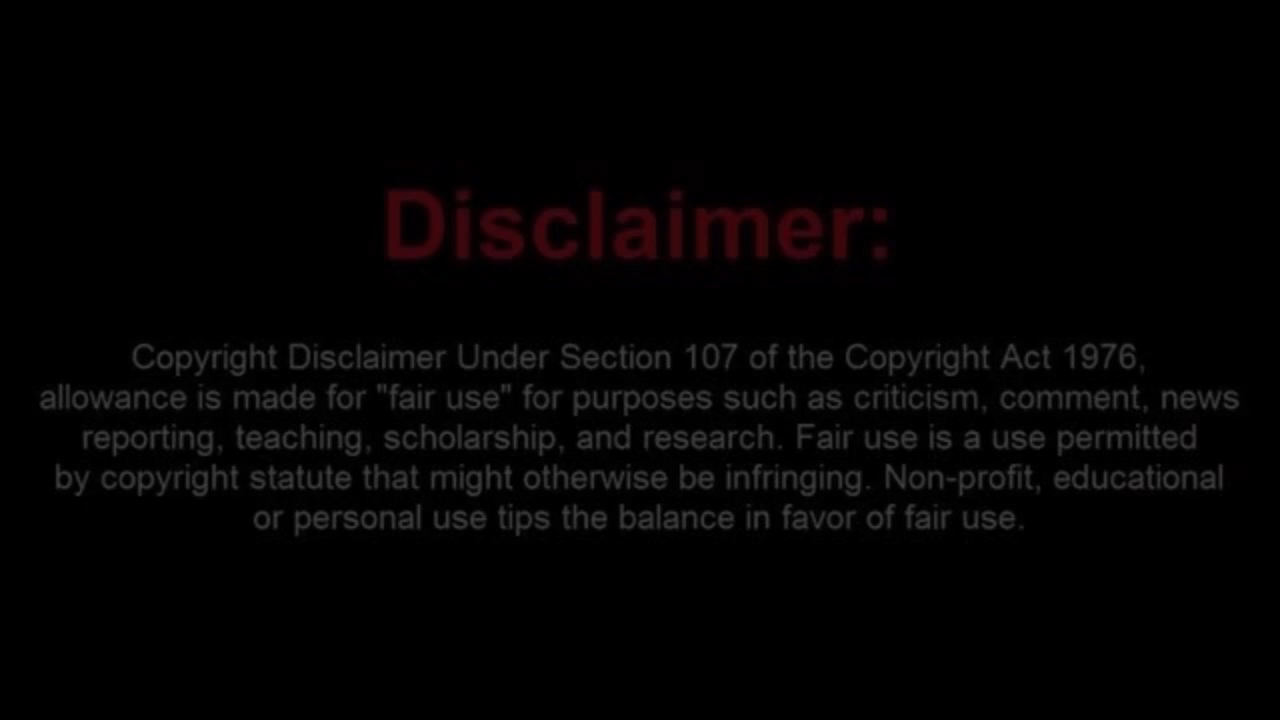 Disclaimer:
Copyright Disclaimer Under Section 107 of the Copyright Act 1976,
allowance is made for "fair use" for purposes such as criticism, comment, news
reporting, teaching, scholarship, and research. Fair use is a use permitted
by copyright statute that might otherwise be infringing. Non-profit, educational
or personal use tips the balance in favor of fair use.